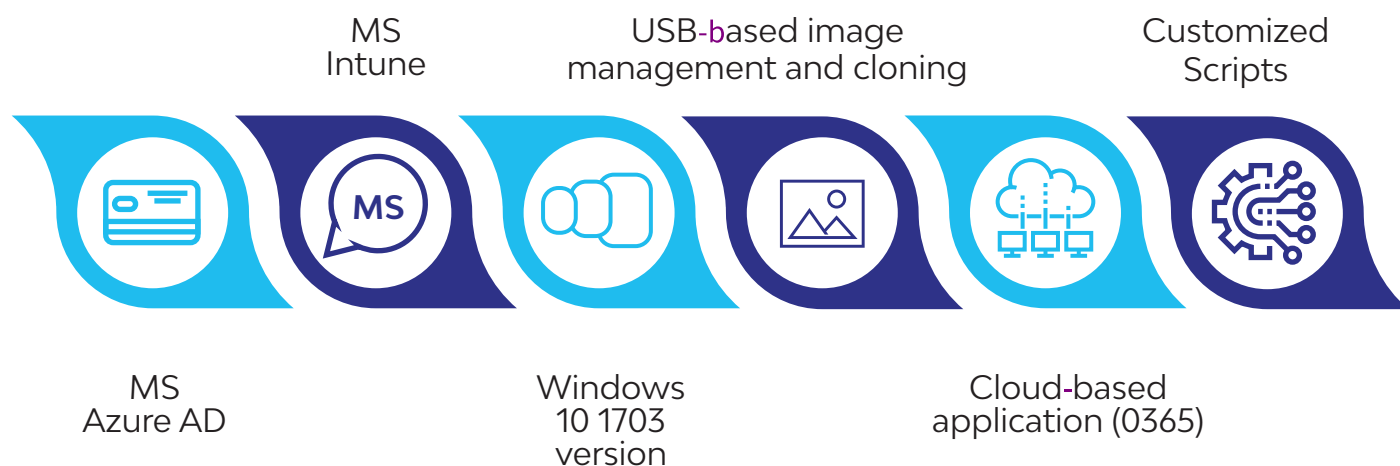 MS
Intune
USB-based image
management and cloning
Customized
Scripts
MS
MS
Azure AD
Windows
10 1703
version
Cloud-based
application (0365)